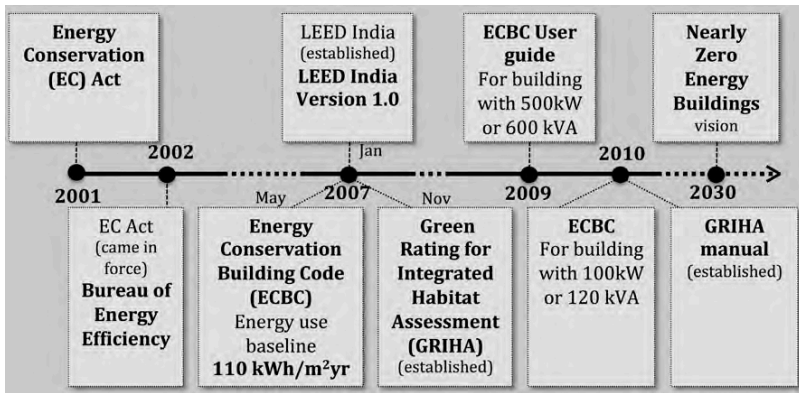 Energy
Conservation
(EC) Act
LEED India
(established)
LEED India
Version 1.0
ECBC User
guide
For building
with 500kW
or 600 kVA
Nearly
Zero
Energy
Buildings
vision
2001
2002
Jan
May
2007
Nov
2009
2010
2030
EC Act
(came in
force)
Bureau of
Energy
Efficiency
Energy
Conservation
Building Code
(ECBC)
Energy use
baseline
110 kWh/m²yr
Green
Rating for
Integrated
Habitat
Assessment
(GRIHA)
(established)
ECBC
For building
with 100kW
or 120 kVA
GRIHA
manual
(established)